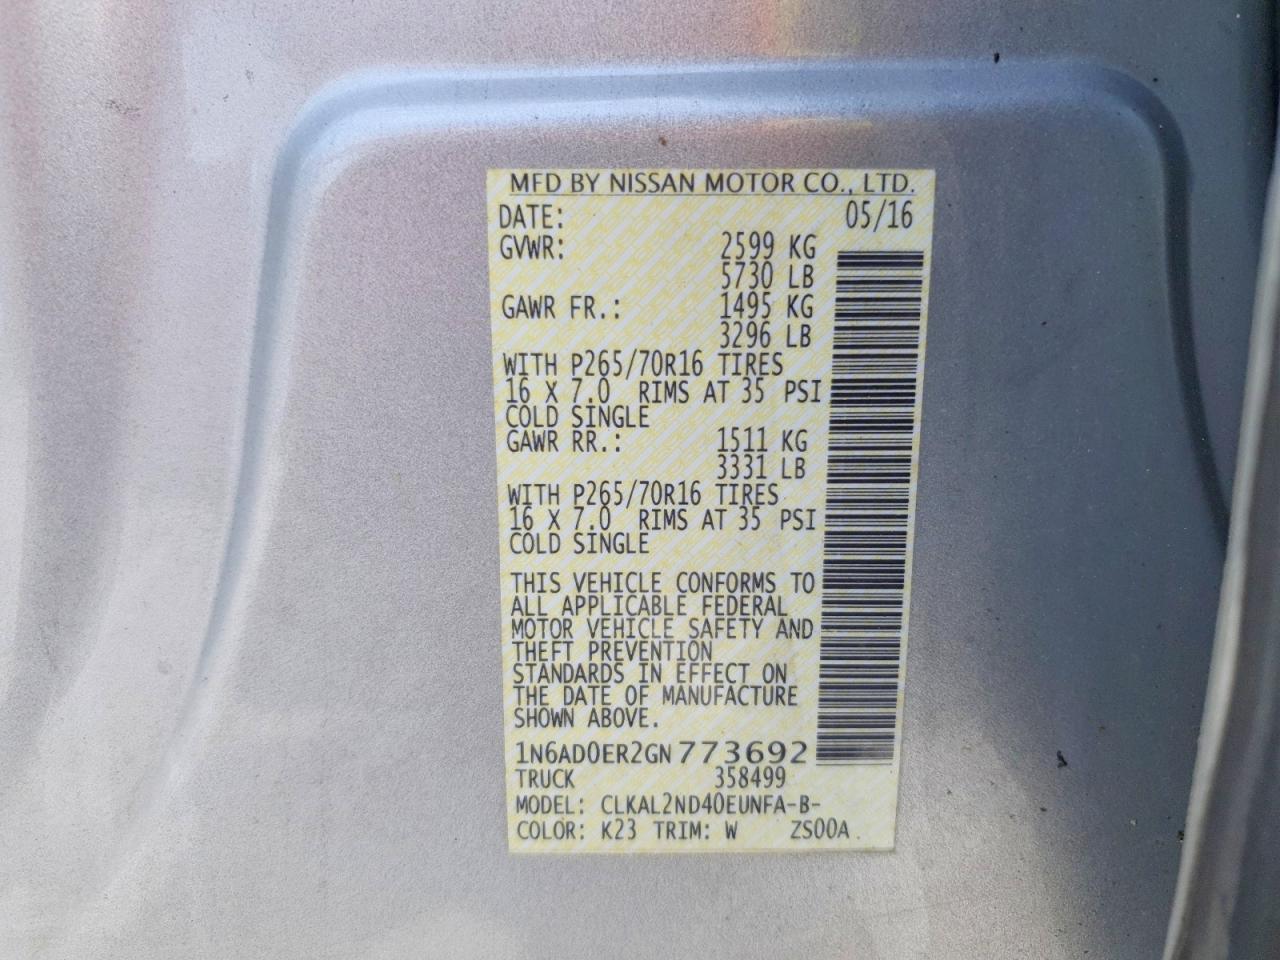 MFD BY NISSAN MOTOR CO., LTD.
DATE: 05/16
GVWR: 2599 KG
5730 LB
GAWR FR.: 1495 KG
3296 LB
WITH P265/70R16 TIRES
16 X 7.0 RIMS AT 35 PSI
COLD SINGLE
GAWR RR.: 1511 KG
3331 LB
WITH P265/70R16 TIRES
16 X 7.0 RIMS AT 35 PSI
COLD SINGLE
THIS VEHICLE CONFORMS TO
ALL APPLICABLE FEDERAL
MOTOR VEHICLE SAFETY AND
THEFT PREVENTION
STANDARDS IN EFFECT ON
THE DATE OF MANUFACTURE
SHOWN ABOVE.
1N6AD0ER2GN773692
TRUCK 358499
MODEL: CLKAL2ND40EUNFA-B-
COLOR: K23 TRIM: W ZS00A